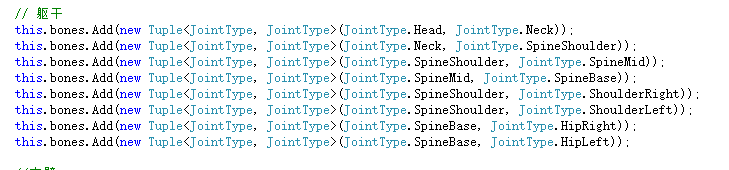 // 躯干
this.bones.Add(new Tuple<JointType, JointType>(JointType.Head, JointType.Neck));
this.bones.Add(new Tuple<JointType, JointType>(JointType.Neck, JointType.SpineShoulder));
this.bones.Add(new Tuple<JointType, JointType>(JointType.SpineShoulder, JointType.SpineMid));
this.bones.Add(new Tuple<JointType, JointType>(JointType.SpineMid, JointType.SpineBase));
this.bones.Add(new Tuple<JointType, JointType>(JointType.SpineShoulder, JointType.ShoulderRight));
this.bones.Add(new Tuple<JointType, JointType>(JointType.SpineShoulder, JointType.ShoulderLeft));
this.bones.Add(new Tuple<JointType, JointType>(JointType.SpineBase, JointType.HipRight));
this.bones.Add(new Tuple<JointType, JointType>(JointType.SpineBase, JointType.HipLeft));